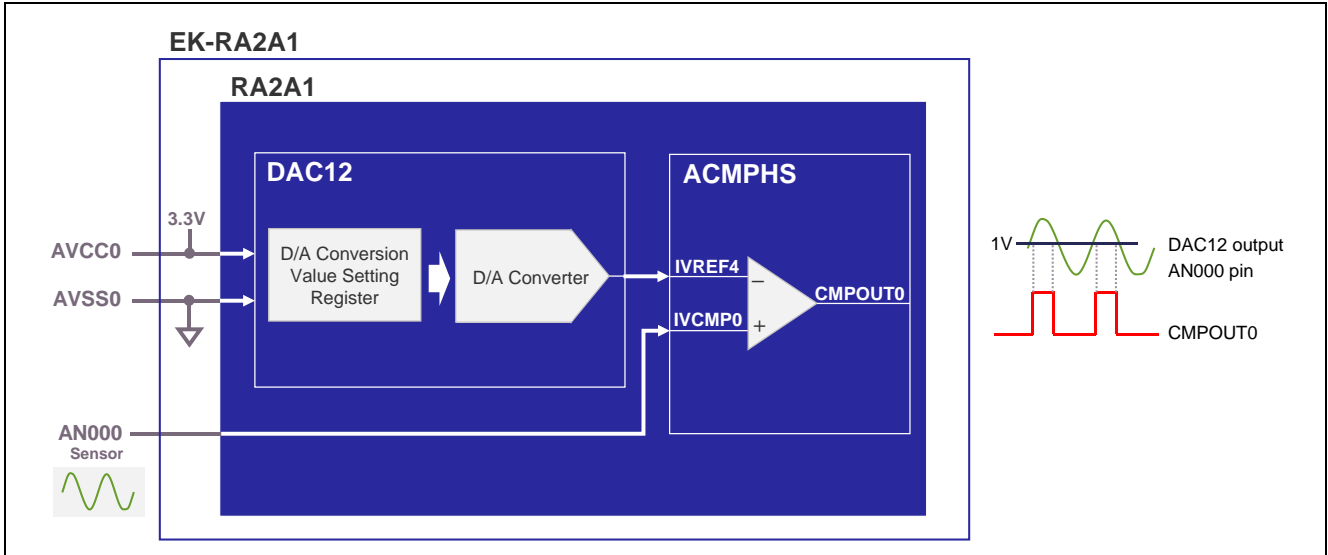 EK-RA2A1
RA2A1
DAC12
ACMPHS
3.3V
AVCC0
AVSS0
D/A Conversion
Value Setting
Register
D/A Converter
IVREF4
−
CMPOUT0
IVCMP0
+
1V
DAC12 output
AN000 pin
CMPOUT0
AN000
Sensor